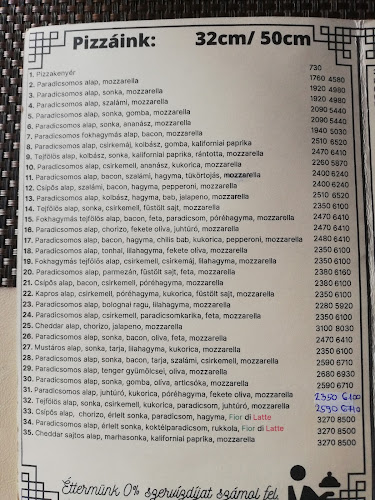 Pizzáink: 32cm/ 50cm
1. Pizzakenyér 730
2. Paradicsomos alap, mozzarella 1760 4580
3. Paradicsomos alap, sonka, mozzarella 1920 4980
4. Paradicsomos alap, szalámi, mozzarella 1920 4980
5. Paradicsomos alap, sonka, gomba, mozzarella 2090 5440
6. Paradicsomos alap, sonka, ananász, mozzarella 2090 5440
7. Paradicsomos fokhagymás alap, bacon, mozzarella 1940 5030
8. Paradicsomos alap, csirkemáj, kolbász, gomba, kaliforniai paprika 2510 6520
9. Tejfölös alap, kolbász, sonka, kaliforniai paprika, rántotta, mozzarella 2470 6410
10. Paradicsomos alap, csirkemell, ananász, kukorica, mozzarella 2260 5870
11. Paradicsomos alap, bacon, szalámi, hagyma, tükörtojás, mozzarella 2400 6240
12. Csípős alap, szalámi, bacon, hagyma, pepperoni, mozzarella 2400 6240
13. Paradicsomos alap, kolbász, hagyma, bab, jalapeno, mozzarella 2510 6520
14. Tejfölös alap, sonka, csirkemell, füstölt sajt, mozzarella 2350 6100
15. Fokhagymás tejfölös alap, bacon, feta, paradicsom, póréhagyma, mozzarella 2470 6410
16. Paradicsomos alap, chorizo, fekete oliva, juhtúró, mozzarella 2470 6410
17. Paradicsomos alap, bacon, hagyma, chilis bab, kukorica, pepperoni, mozzarella 2480 6410
18. Paradicsomos alap, tonhal, lilahagyma, fekete oliva, mozzarella 2350 6100
19. Fokhagymás tejfölös alap, csirkemell, csirkemáj, lilahagyma, mozzarella 2350 6100
20. Paradicsomos alap, parmezán, füstölt sajt, feta, mozzarella 2380 6160
21. Csípős alap, bacon, csirkemell, póréhagyma, mozzarella 2380 6100
22. Kapros alap, csirkemell, póréhagyma, kukorica, füstölt sajt, mozzarella 2350 6100
23. Paradicsomos alap, bolognai ragu, lilahagyma, mozzarella 2280 5920
24. Paradicsomos alap, csirkemell, paradicsomkarika, feta, mozzarella 2350 6100
25. Cheddar alap, chorizo, jalapeno, mozzarella 3100 8030
26. Paradicsomos alap, sonka, bacon, oliva, feta, mozzarella 2470 6410
27. Mustáros alap, sonka, tarja, lilahagyma, kukorica, mozzarella 2350 6100
28. Paradicsomos alap, sonka, bacon, tarja, szalámi, csirkemell, mozzarella 2590 6710
29. Paradicsomos alap, tenger gyümölcsei, oliva, mozzarella 2680 6930
30. Paradicsomos alap, sonka, gomba, oliva, articsóka, mozzarella 2590 6710
31. Paradicsomos alap, juhtúró, kukorica, póréhagyma, fekete oliva, mozzarella 2350 6100
32. Tejfölös alap, sonka, csirkemell, kukorica, paradicsom, juhtúró, mozzarella 2590 6710
33. Csípős alap, chorizo, érlelt sonka, paradicsom, hagyma, Fior di Latte 3270 8500
34. Paradicsomos alap, érlelt sonka, koktélparadicsom, rukkola, Fior di Latte 3270 8500
35. Cheddar sajtos alap, marhasonka, kaliforniai paprika, mozzarella 3270 8500
Éttermünk 0% szervízdíjat számol fel.